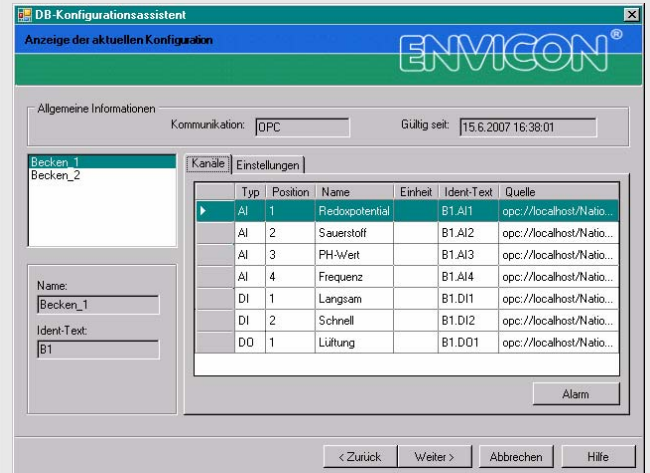 DB-Konfigurationsassistent
Anzeige der aktuellen Konfiguration
ENVICON®
Allgemeine Informationen
Kommunikation: OPC Gültig seit: 15.6.2007 16:38:01
Becken_1
Becken_2
Kanäle Einstellungen
Typ Position Name Einheit Ident-Text Quelle
AI 1 Redoxpotential B1.AI1 opc://localhost/Natio...
AI 2 Sauerstoff B1.AI2 opc://localhost/Natio...
AI 3 PH-Wert B1.AI3 opc://localhost/Natio...
AI 4 Frequenz B1.AI4 opc://localhost/Natio...
DI 1 Langsam B1.DI1 opc://localhost/Natio...
DI 2 Schnell B1.DI2 opc://localhost/Natio...
DO 1 Lüftung B1.DO1 opc://localhost/Natio...
Name:
Becken_1
Ident-Text:
B1
Alarm
< Zurück Weiter > Abbrechen Hilfe